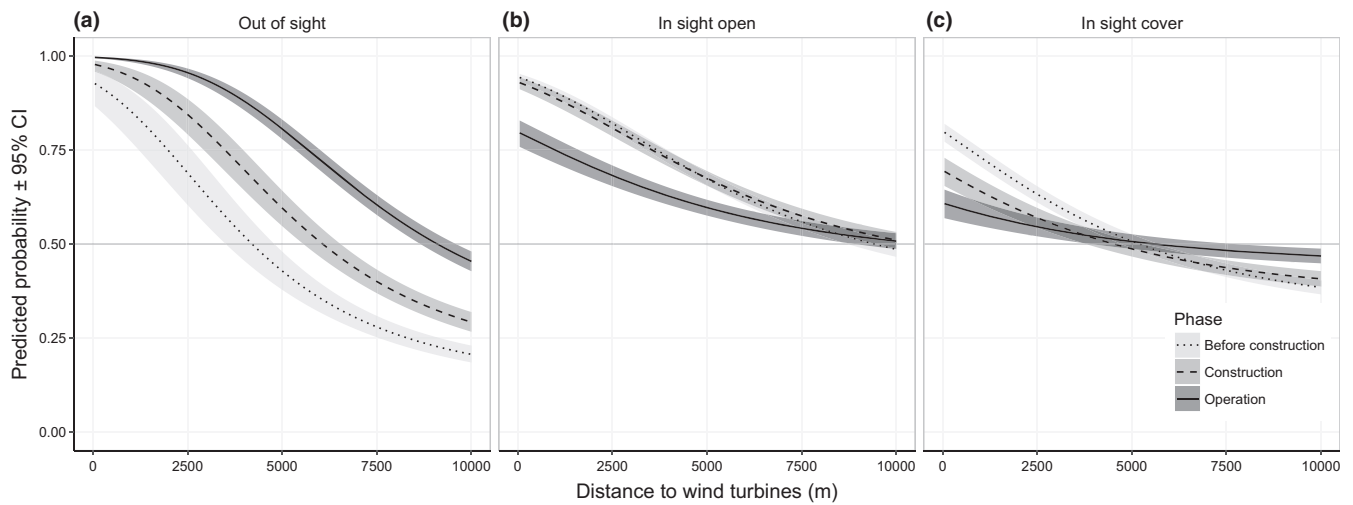 (a) Out of sight
(b) In sight open
(c) In sight cover
Predicted probability ± 95% CI
1.00
0.75
0.50
0.25
0.00
0 2500 5000 7500 10000
0 2500 5000 7500 10000
0 2500 5000 7500 10000
Distance to wind turbines (m)
Phase
Before construction
Construction
Operation